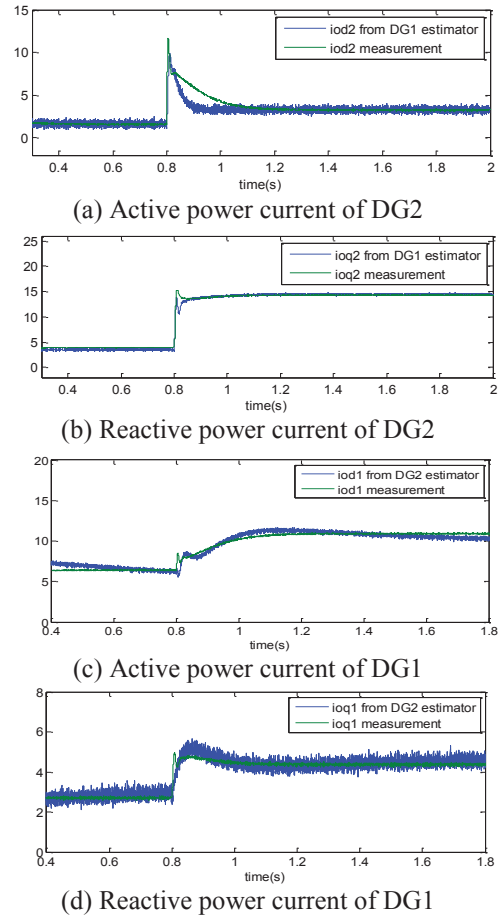 15
iod2 from DG1 estimator
iod2 measurement
10
5
0
0.4 0.6 0.8 1 1.2 1.4 1.6 1.8 2
time(s)
(a) Active power current of DG2
25
ioq2 from DG1 estimator
ioq2 measurement
20
15
10
5
0
0.4 0.6 0.8 1 1.2 1.4 1.6 1.8 2
time(s)
(b) Reactive power current of DG2
20
iod1 from DG2 estimator
iod1 measurement
15
10
5
0
0.4 0.6 0.8 1 1.2 1.4 1.6 1.8
time(s)
(c) Active power current of DG1
8
ioq1 from DG2 estimator
ioq1 measurement
6
4
2
0
0.4 0.6 0.8 1 1.2 1.4 1.6 1.8
time(s)
(d) Reactive power current of DG1